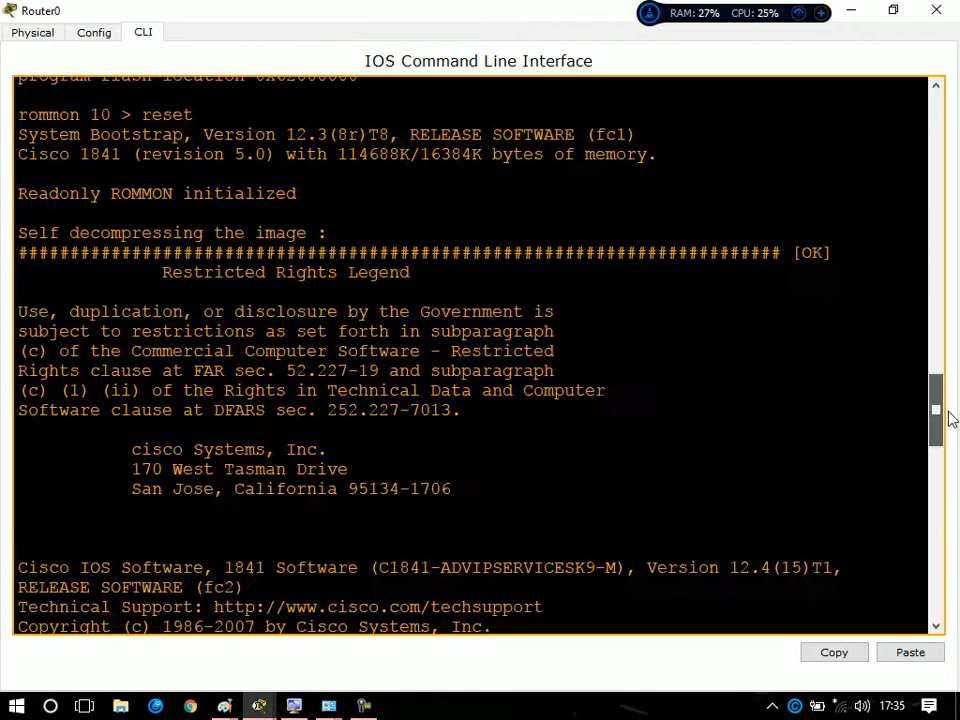 Router0
RAM: 27% CPU: 25%
Physical Config CLI
IOS Command Line Interface
program flash location 0x02000000
rommon 10 > reset
System Bootstrap, Version 12.3(8r)T8, RELEASE SOFTWARE (fc1)
Cisco 1841 (revision 5.0) with 114688K/16384K bytes of memory.
Readonly ROMMON initialized
Self decompressing the image :
########################################################################## [OK]
Restricted Rights Legend
Use, duplication, or disclosure by the Government is
subject to restrictions as set forth in subparagraph
(c) of the Commercial Computer Software - Restricted
Rights clause at FAR sec. 52.227-19 and subparagraph
(c) (1) (ii) of the Rights in Technical Data and Computer
Software clause at DFARS sec. 252.227-7013.
cisco Systems, Inc.
170 West Tasman Drive
San Jose, California 95134-1706
Cisco IOS Software, 1841 Software (C1841-ADVIPSERVICESK9-M), Version 12.4(15)T1,
RELEASE SOFTWARE (fc2)
Technical Support: http://www.cisco.com/techsupport
Copyright (c) 1986-2007 by Cisco Systems, Inc.
Copy Paste
17:35